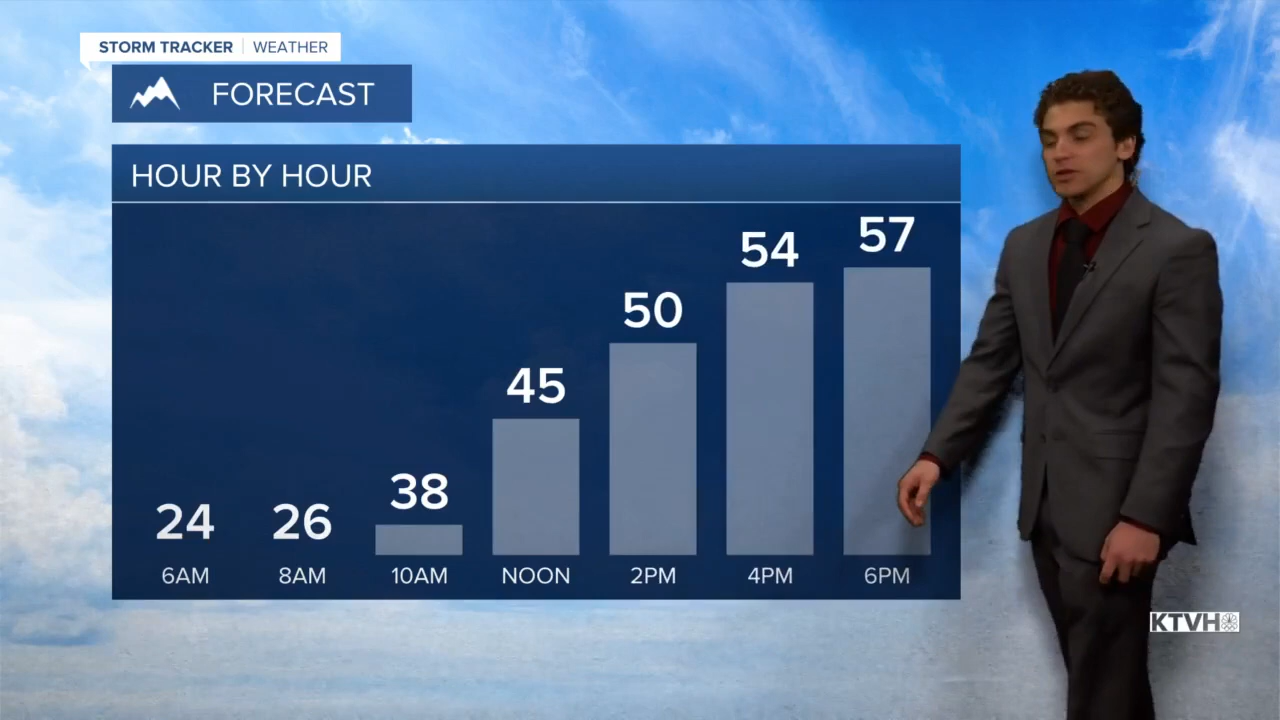 STORM TRACKER | WEATHER
FORECAST
HOUR BY HOUR
24 26 38 45 50 54 57
6AM 8AM 10AM NOON 2PM 4PM 6PM
KTVH